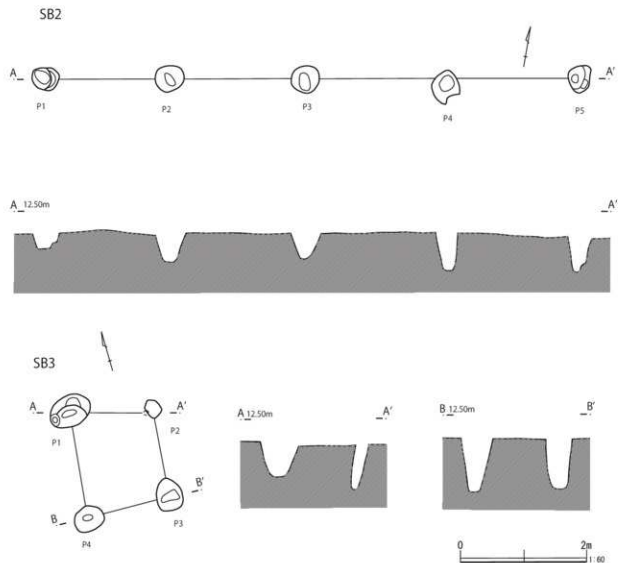 SB2
A A'
P1 P2 P3 P4 P5
A 12.50m A'
SB3
A A'
P1 P2
B B'
P4 P3
A 12.50m A'
B 12.50m B'
0 2m
1:60